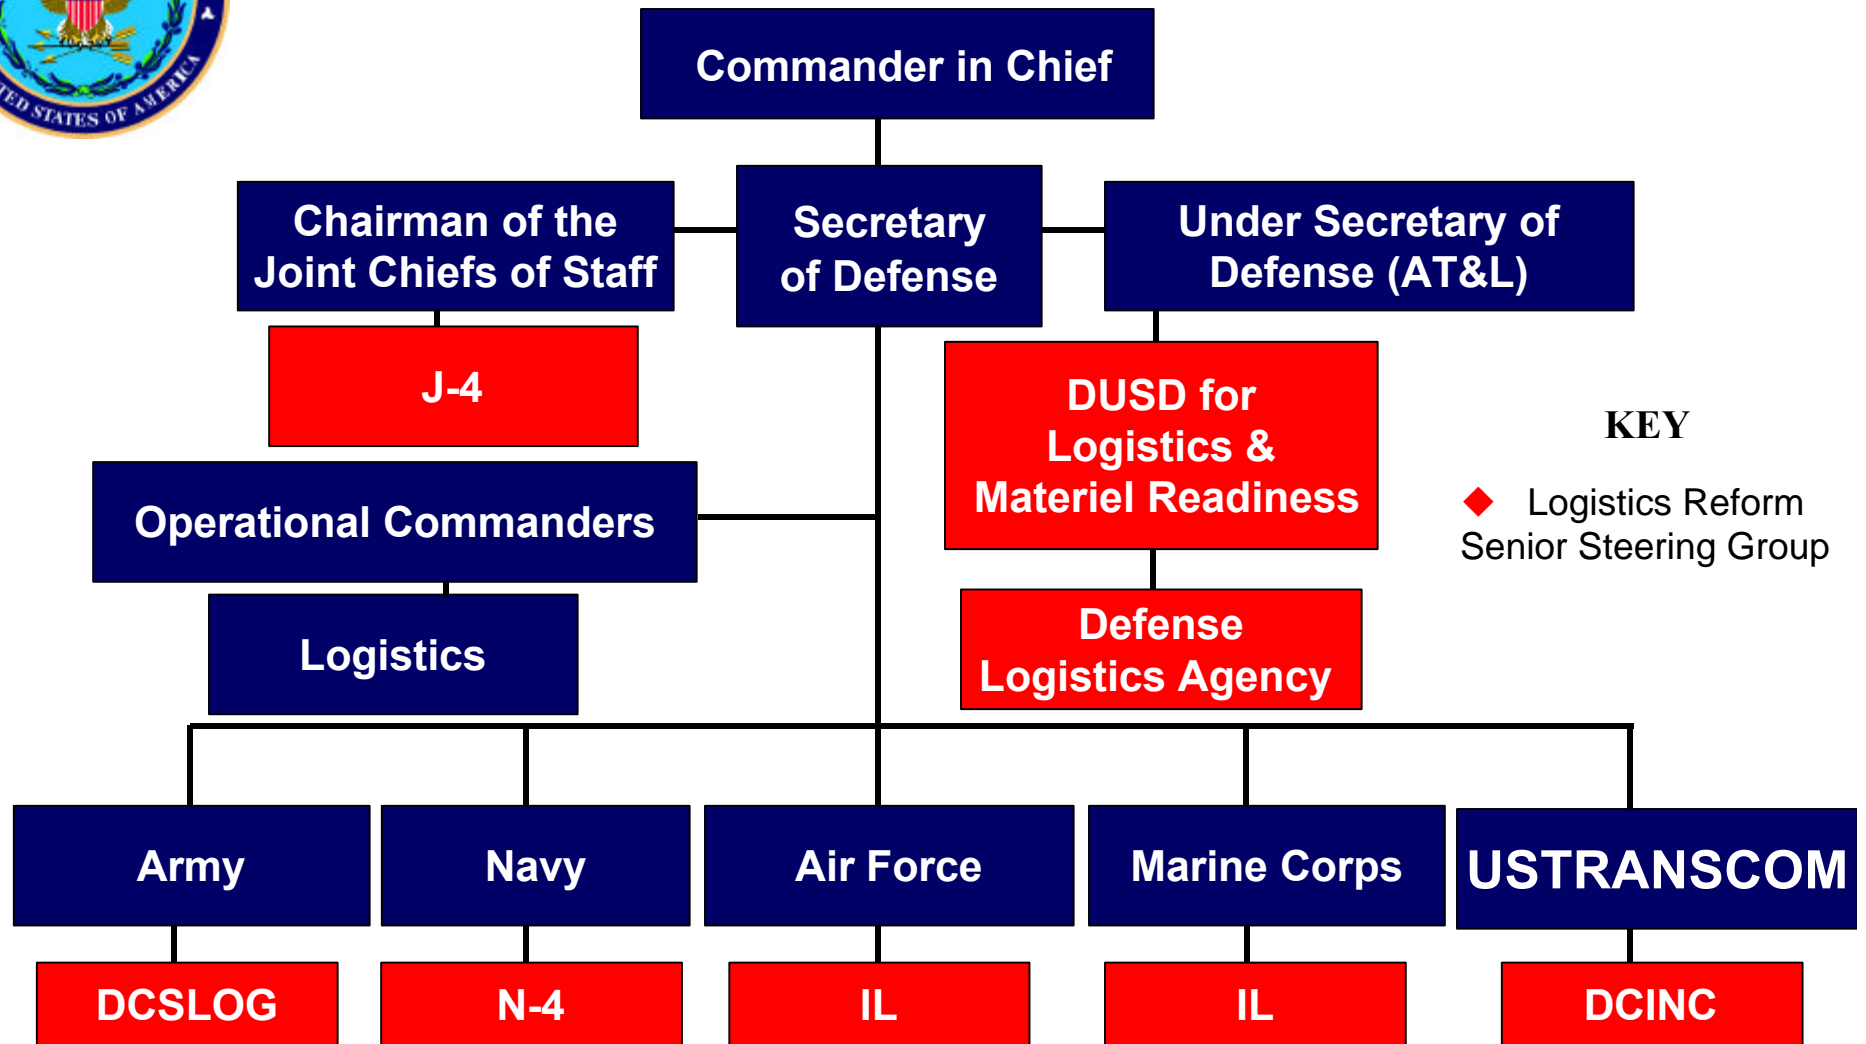 UNITED STATES OF AMERICA
Commander in Chief
Chairman of the
Joint Chiefs of Staff
Secretary
of Defense
Under Secretary of
Defense (AT&L)
J-4
DUSD for
Logistics &
Materiel Readiness
KEY
Logistics Reform
Senior Steering Group
Operational Commanders
Logistics
Defense
Logistics Agency
Army
Navy
Air Force
Marine Corps
USTRANSCOM
DCSLOG
N-4
IL
IL
DCINC